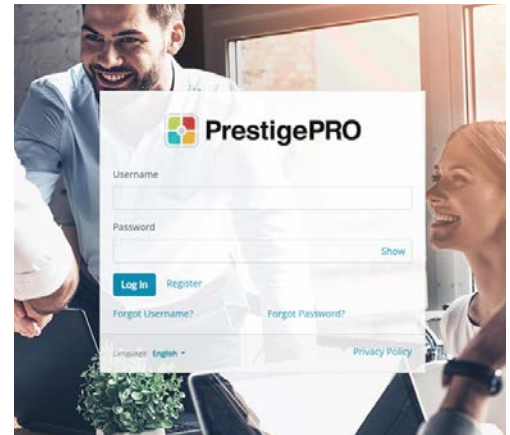 PrestigePRO
Username
Password
Show
Log In Register
Forgot Username? Forgot Password?
Language English
Privacy Policy